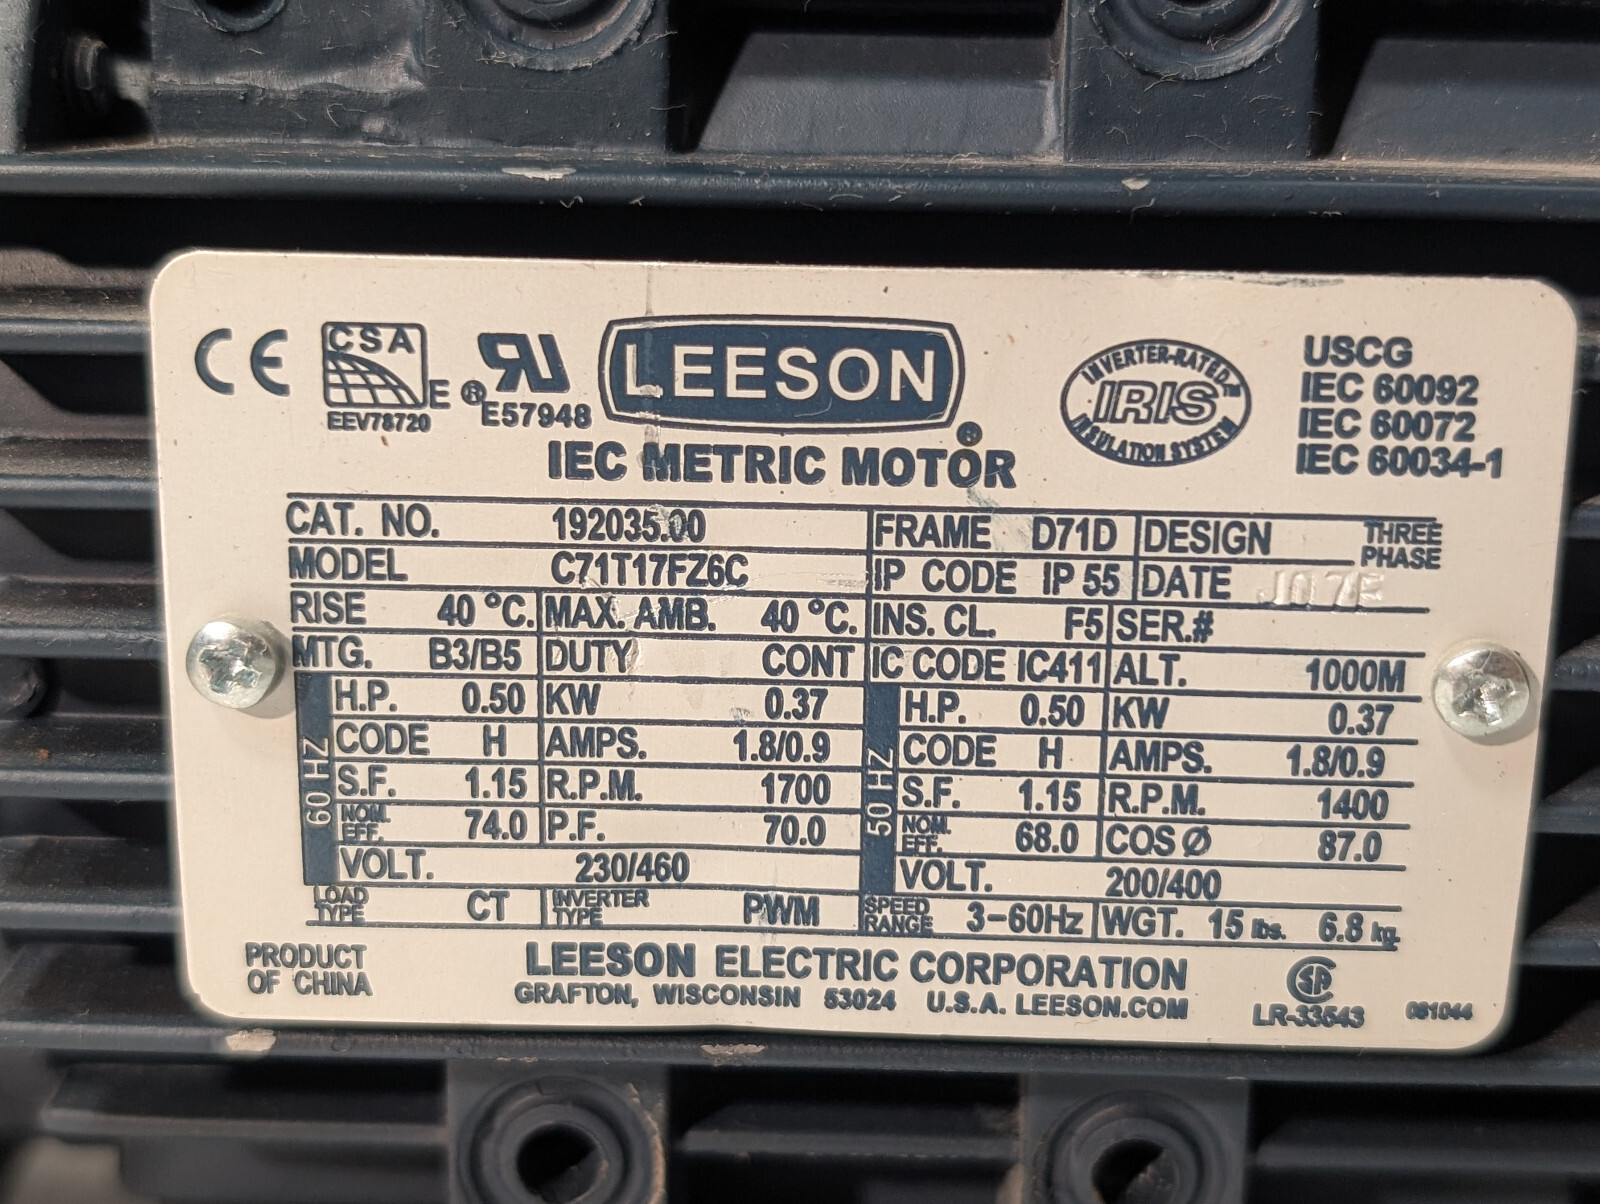 CE CSA E EEV78720 RU ® E57948 LEESON ® INVERTER-RATED IRIS INSULATION SYSTEM
USCG
IEC 60092
IEC 60072
IEC 60034-1
IEC METRIC MOTOR
CAT. NO. 192035.00 FRAME D71D DESIGN THREE PHASE
MODEL C71T17FZ6C IP CODE IP 55 DATE
RISE 40 °C. MAX. AMB. 40 °C. INS. CL. F5 SER.#
MTG. B3/B5 DUTY CONT IC CODE IC411 ALT. 1000M
60 HZ H.P. 0.50 KW 0.37 50 HZ H.P. 0.50 KW 0.37
CODE H AMPS. 1.8/0.9 CODE H AMPS. 1.8/0.9
S.F. 1.15 R.P.M. 1700 S.F. 1.15 R.P.M. 1400
NOM. EFF. 74.0 P.F. 70.0 NOM. EFF. 68.0 COS Ø 87.0
VOLT. 230/460 VOLT. 200/400
LOAD TYPE CT INVERTER TYPE PWM SPEED RANGE 3-60Hz WGT. 15 lbs. 6.8 kg.
PRODUCT OF CHINA
LEESON ELECTRIC CORPORATION
GRAFTON, WISCONSIN 53024 U.S.A. LEESON.COM
SP LR-33543 061044